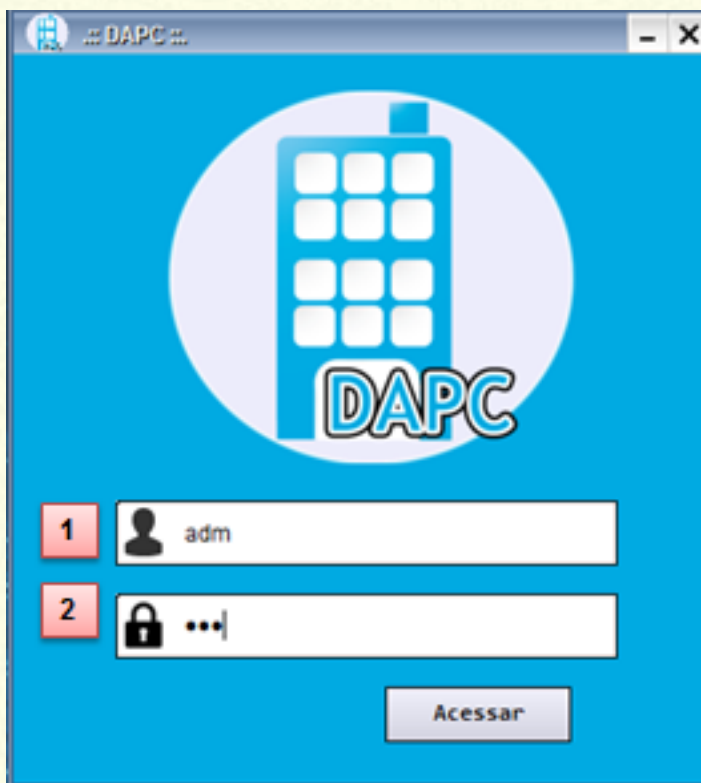 .:: DAPC ::.
DAPC
1
adm
2
•••
Acessar